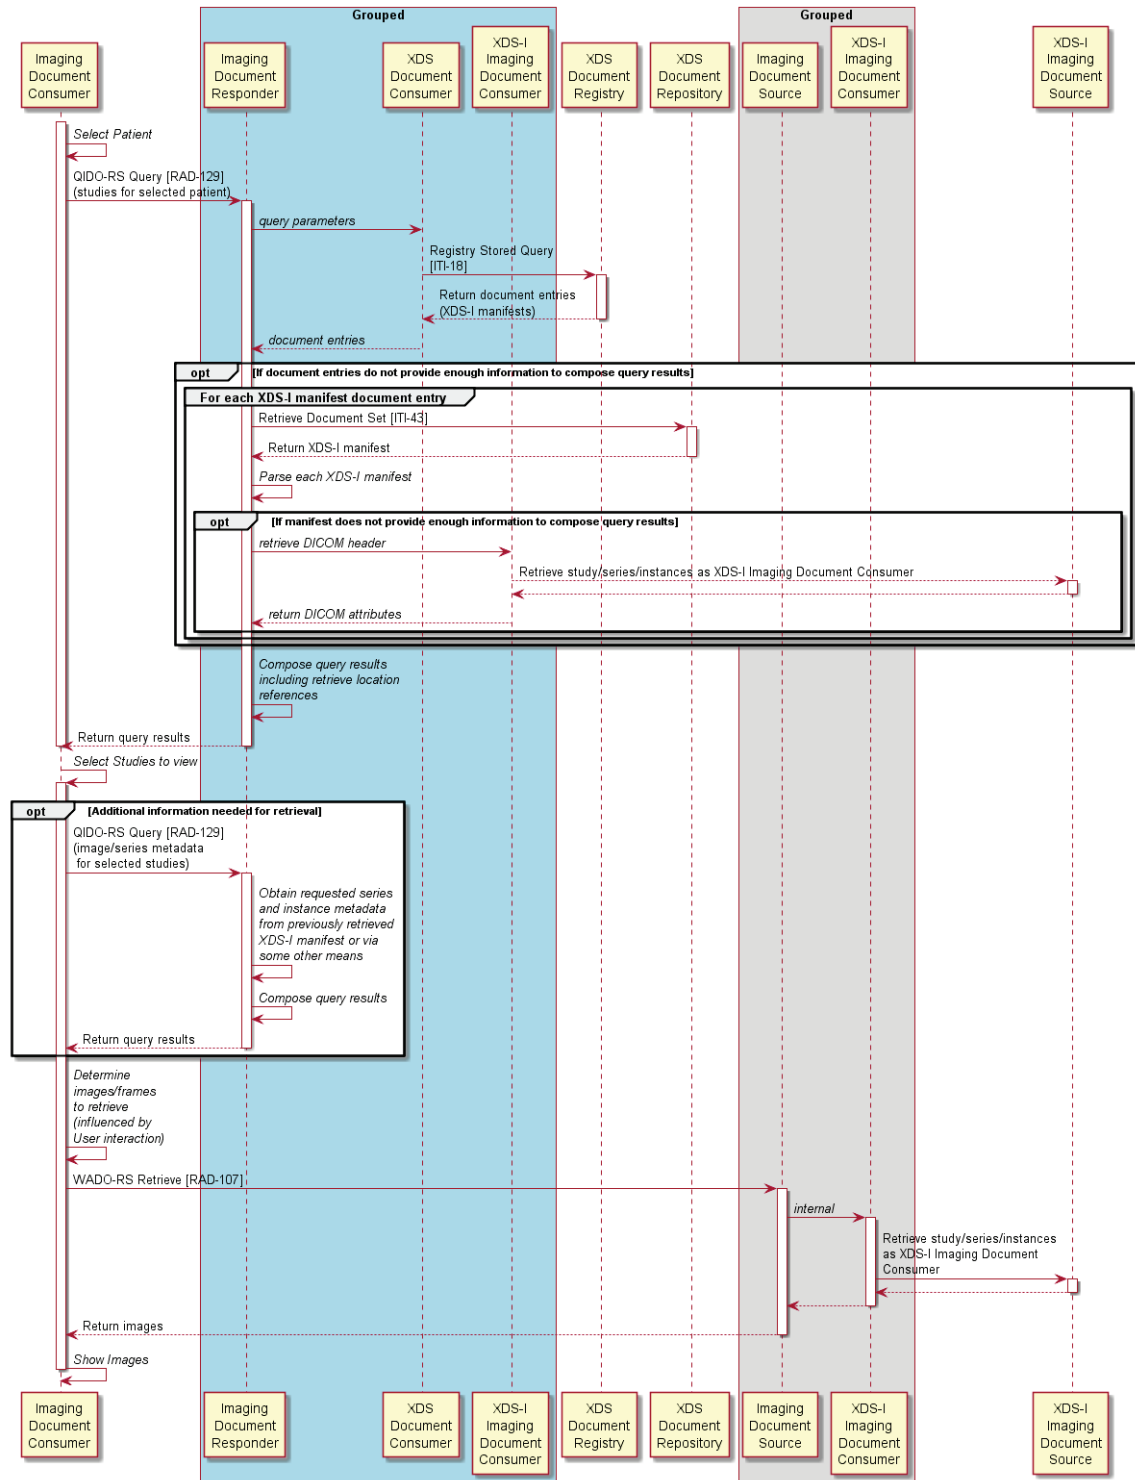 Grouped
Grouped
Imaging
Document
Consumer
Imaging
Document
Responder
XDS
Document
Consumer
XDS-I
Imaging
Document
Consumer
XDS
Document
Registry
XDS
Document
Repository
Imaging
Document
Source
XDS-I
Imaging
Document
Consumer
XDS-I
Imaging
Document
Source
Select Patient
QIDO-RS Query [RAD-129]
(studies for selected patient)
query parameters
Registry Stored Query
[ITI-18]
Return document entries
(XDS-I manifests)
document entries
opt [If document entries do not provide enough information to compose query results]
For each XDS-I manifest document entry
Retrieve Document Set [ITI-43]
Return XDS-I manifest
Parse each XDS-I manifest
opt [If manifest does not provide enough information to compose query results]
retrieve DICOM header
Retrieve study/series/instances as XDS-I Imaging Document Consumer
return DICOM attributes
Compose query results
including retrieve location
references
Return query results
Select Studies to view
opt [Additional information needed for retrieval]
QIDO-RS Query [RAD-129]
(image/series metadata
for selected studies)
Obtain requested series
and instance metadata
from previously retrieved
XDS-I manifest or via
some other means
Compose query results
Return query results
Determine
images/frames
to retrieve
(influenced by
User interaction)
WADO-RS Retrieve [RAD-107]
internal
Retrieve study/series/instances
as XDS-I Imaging Document
Consumer
Return images
Show Images
Imaging
Document
Consumer
Imaging
Document
Responder
XDS
Document
Consumer
XDS-I
Imaging
Document
Consumer
XDS
Document
Registry
XDS
Document
Repository
Imaging
Document
Source
XDS-I
Imaging
Document
Consumer
XDS-I
Imaging
Document
Source